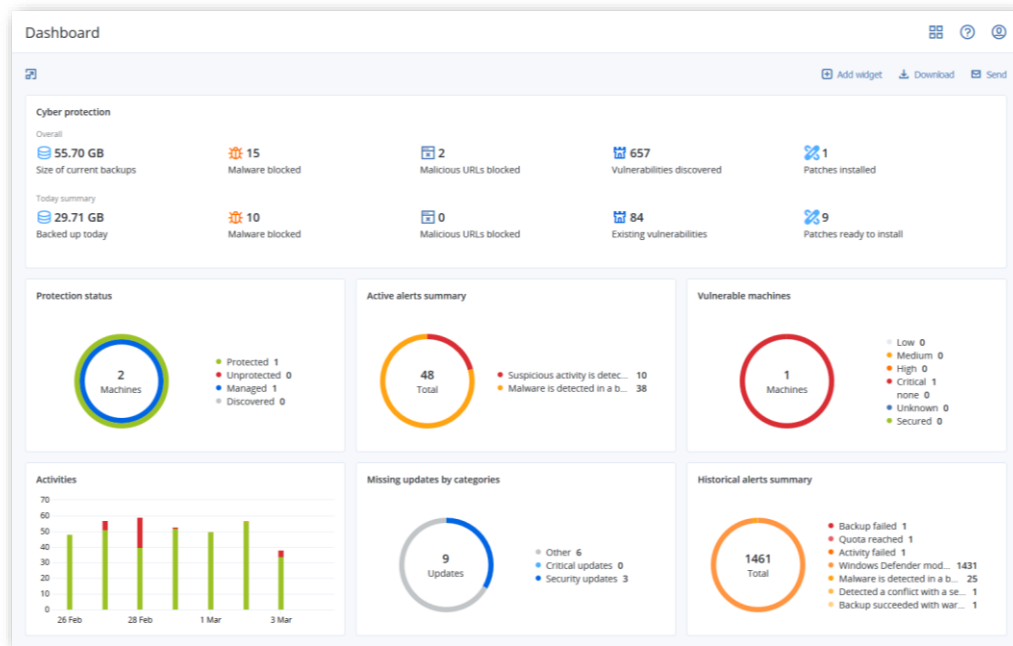 Dashboard
Add widget Download Send
Cyber protection
Overall
55.70 GB 15 2 657 1
Size of current backups Malware blocked Malicious URLs blocked Vulnerabilities discovered Patches installed
Today summary
29.71 GB 10 0 84 9
Backed up today Malware blocked Malicious URLs blocked Existing vulnerabilities Patches ready to install
Protection status
2
Machines
Protected 1
Unprotected 0
Managed 1
Discovered 0
Active alerts summary
48
Total
Suspicious activity is detec... 10
Malware is detected in a b... 38
Vulnerable machines
1
Machines
Low 0
Medium 0
High 0
Critical 1
none 0
Unknown 0
Secured 0
Activities
70
60
50
40
30
20
10
0
26 Feb 28 Feb 1 Mar 3 Mar
Missing updates by categories
9
Updates
Other 6
Critical updates 0
Security updates 3
Historical alerts summary
1461
Total
Backup failed 1
Quota reached 1
Activity failed 1
Windows Defender mod... 1431
Malware is detected in a b... 25
Detected a conflict with a se... 1
Backup succeeded with war... 1